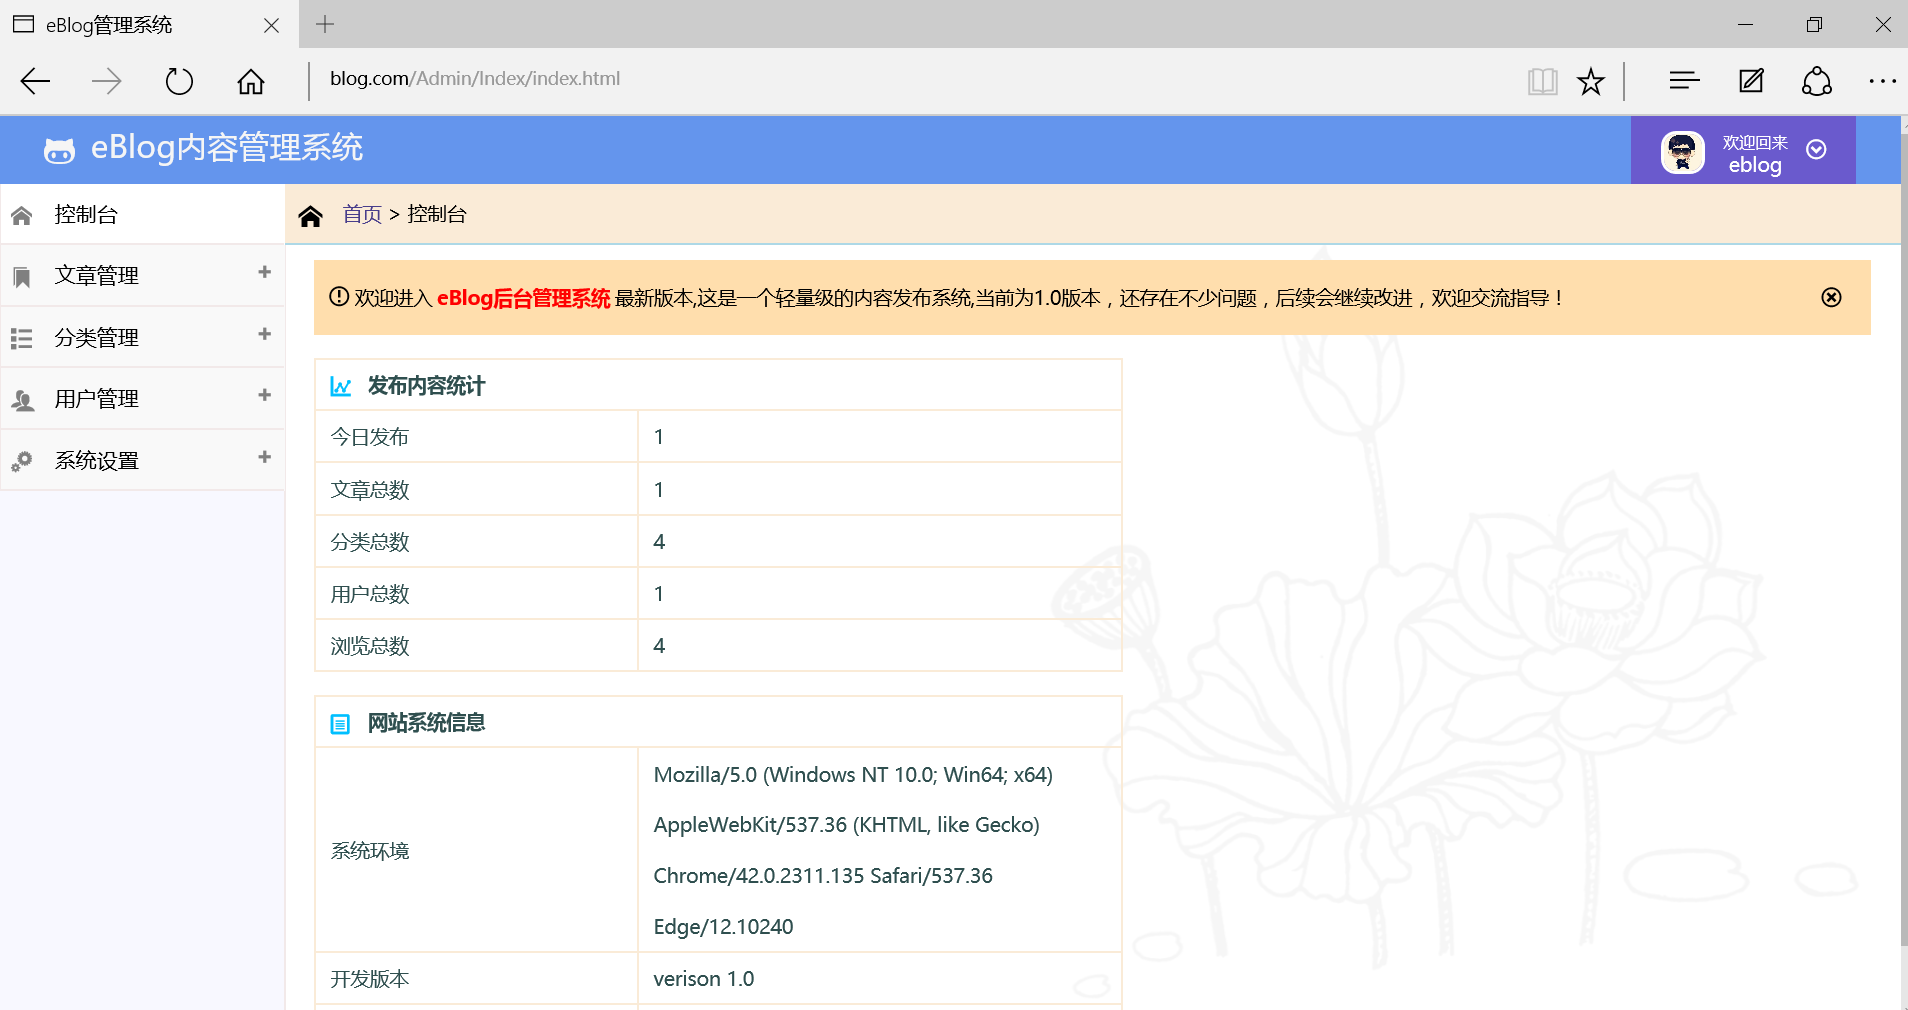 eBlog管理系统
blog.com/Admin/Index/index.html
eBlog内容管理系统
欢迎回来
eblog
控制台
文章管理
分类管理
用户管理
系统设置
首页 > 控制台
欢迎进入 eBlog后台管理系统 最新版本,这是一个轻量级的内容发布系统,当前为1.0版本，还存在不少问题，后续会继续改进，欢迎交流指导！
发布内容统计
今日发布 1
文章总数 1
分类总数 4
用户总数 1
浏览总数 4
网站系统信息
系统环境
Mozilla/5.0 (Windows NT 10.0; Win64; x64)
AppleWebKit/537.36 (KHTML, like Gecko)
Chrome/42.0.2311.135 Safari/537.36
Edge/12.10240
开发版本 verison 1.0